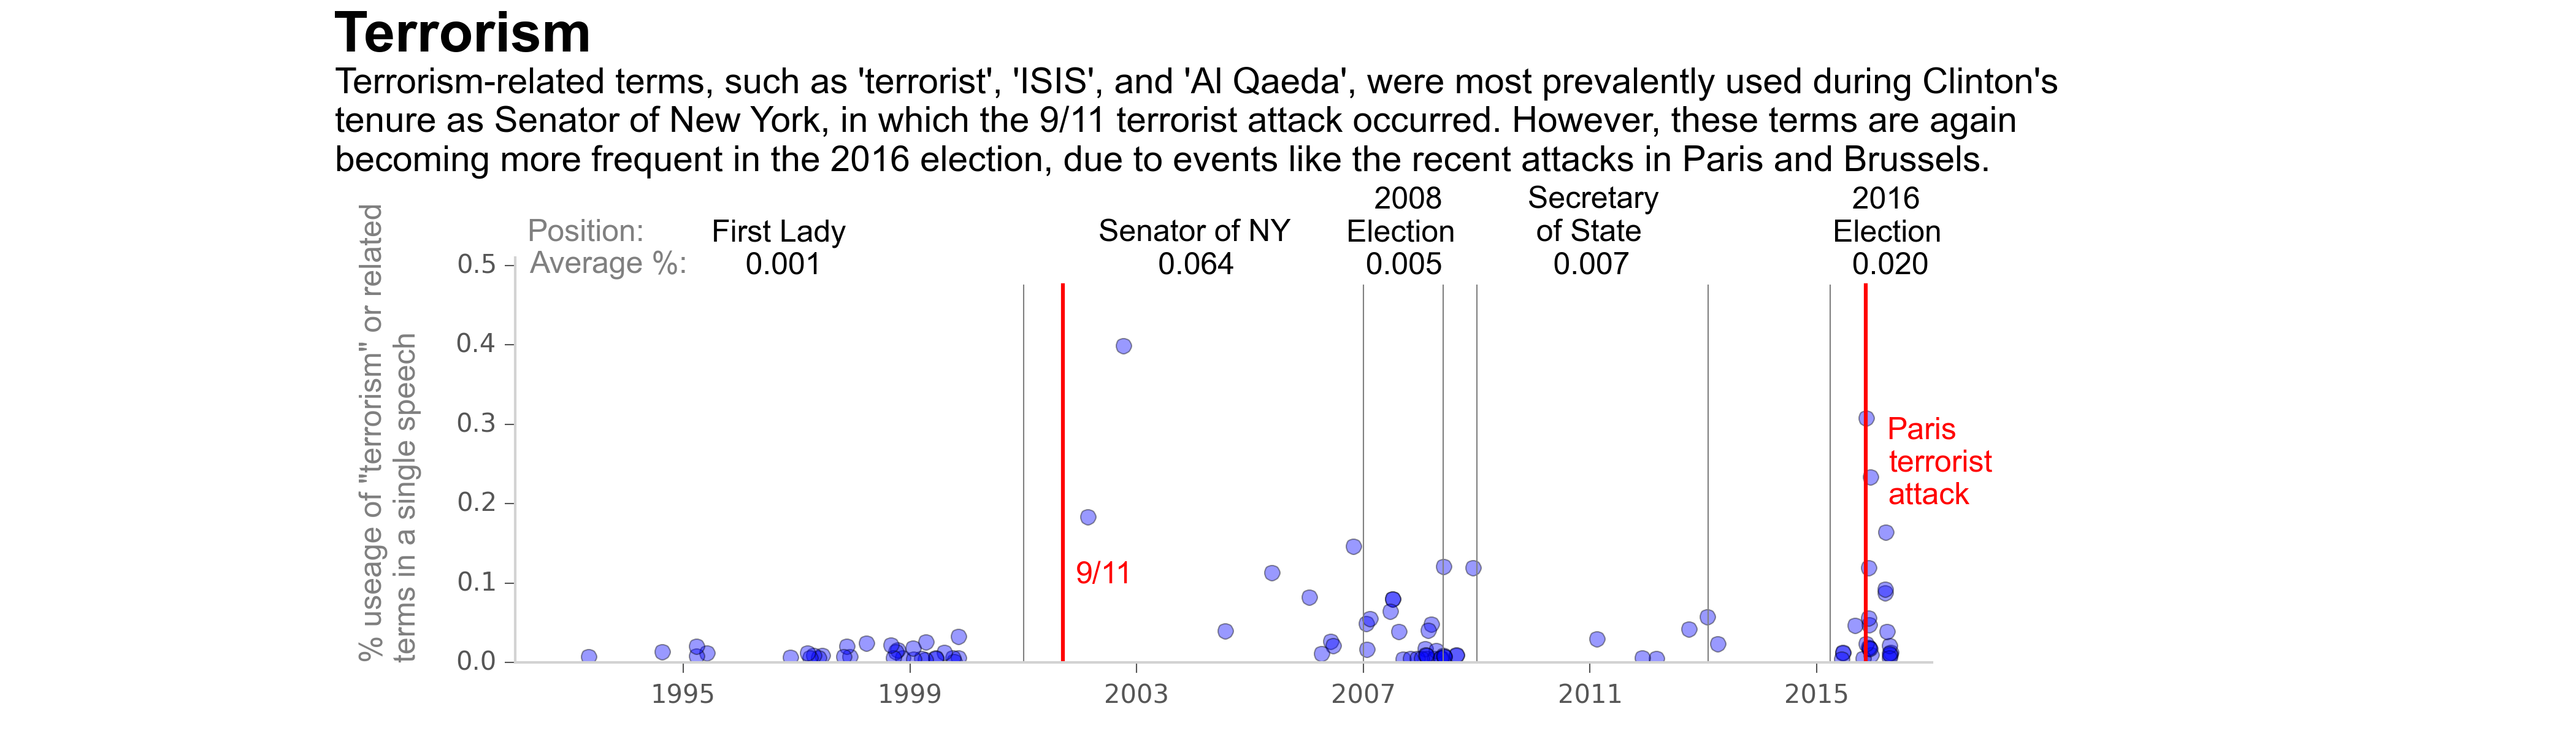 Terrorism
Terrorism-related terms, such as 'terrorist', 'ISIS', and 'Al Qaeda', were most prevalently used during Clinton's
tenure as Senator of New York, in which the 9/11 terrorist attack occurred. However, these terms are again
becoming more frequent in the 2016 election, due to events like the recent attacks in Paris and Brussels.
% useage of "terrorism" or related
terms in a single speech
Position:
Average %:
First Lady
0.001
Senator of NY
0.064
2008
Election
0.005
Secretary
of State
0.007
2016
Election
0.020
0.5
0.4
0.3
0.2
0.1
0.0
9/11
Paris
terrorist
attack
1995
1999
2003
2007
2011
2015